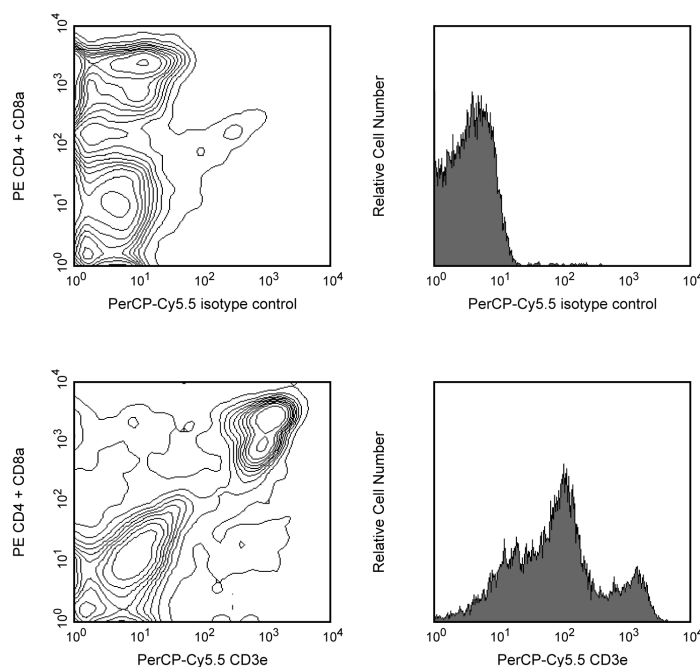 10^4
10^3
10^2
10^1
10^0
PE CD4 + CD8a
10^0 10^1 10^2 10^3 10^4
PerCP-Cy5.5 isotype control
Relative Cell Number
10^0 10^1 10^2 10^3 10^4
PerCP-Cy5.5 isotype control
10^4
10^3
10^2
10^1
10^0
PE CD4 + CD8a
10^0 10^1 10^2 10^3 10^4
PerCP-Cy5.5 CD3e
Relative Cell Number
10^0 10^1 10^2 10^3 10^4
PerCP-Cy5.5 CD3e